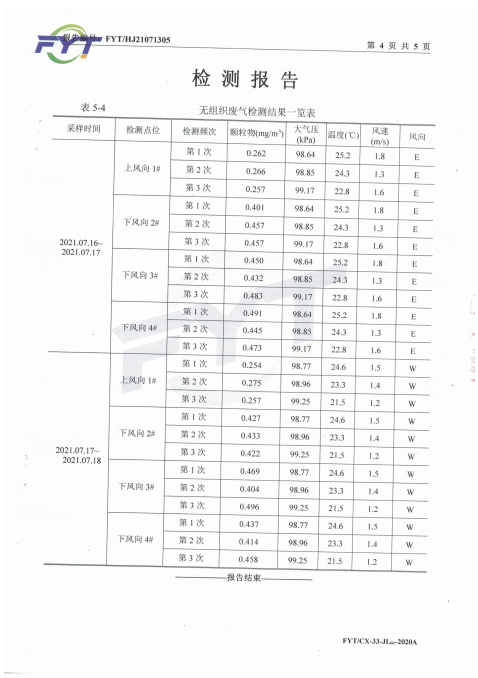 报告编号 FYT/HJ21071305
FYT
第 4 页 共 5 页
检测报告
表 5-4
无组织废气检测结果一览表
采样时间 检测点位 检测频次 颗粒物(mg/m³) 大气压(kPa) 温度(℃) 风速(m/s) 风向
2021.07.16~2021.07.17
上风向 1# 第 1 次 0.262 98.64 25.2 1.8 E
第 2 次 0.266 98.85 24.3 1.3 E
第 3 次 0.257 99.17 22.8 1.6 E
下风向 2# 第 1 次 0.401 98.64 25.2 1.8 E
第 2 次 0.457 98.85 24.3 1.3 E
第 3 次 0.457 99.17 22.8 1.6 E
下风向 3# 第 1 次 0.450 98.64 25.2 1.8 E
第 2 次 0.432 98.85 24.3 1.3 E
第 3 次 0.483 99.17 22.8 1.6 E
下风向 4# 第 1 次 0.491 98.64 25.2 1.8 E
第 2 次 0.445 98.85 24.3 1.3 E
第 3 次 0.473 99.17 22.8 1.6 E
2021.07.17~2021.07.18
上风向 1# 第 1 次 0.254 98.77 24.6 1.5 W
第 2 次 0.275 98.96 23.3 1.4 W
第 3 次 0.257 99.25 21.5 1.2 W
下风向 2# 第 1 次 0.427 98.77 24.6 1.5 W
第 2 次 0.433 98.96 23.3 1.4 W
第 3 次 0.422 99.25 21.5 1.2 W
下风向 3# 第 1 次 0.469 98.77 24.6 1.5 W
第 2 次 0.404 98.96 23.3 1.4 W
第 3 次 0.496 99.25 21.5 1.2 W
下风向 4# 第 1 次 0.437 98.77 24.6 1.5 W
第 2 次 0.414 98.96 23.3 1.4 W
第 3 次 0.458 99.25 21.5 1.2 W
报告结束